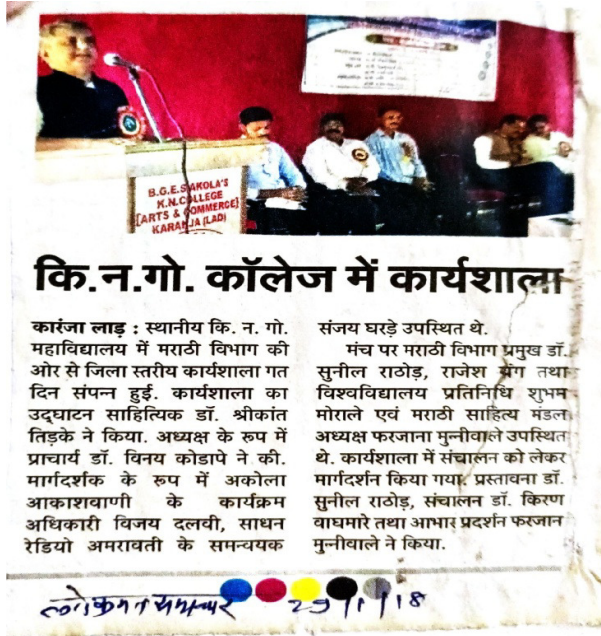 B.G.E.S AKOLA'S
K.N.COLLEGE
[ARTS & COMMERCE]
KARANJA (LAD)
कि.न.गो. कॉलेज में कार्यशाला
कारंजा लाड़ : स्थानीय कि. न. गो.
महाविद्यालय में मराठी विभाग की
ओर से जिला स्तरीय कार्यशाला गत
दिन संपन्न हुई. कार्यशाला का
उद्घाटन साहित्यिक डॉ. श्रीकांत
तिड़के ने किया. अध्यक्ष के रूप में
प्राचार्य डॉ. विनय कोडापे ने की.
मार्गदर्शक के रूप में अकोला
आकाशवाणी के कार्यक्रम
अधिकारी विजय दलवी, साधन
रेडियो अमरावती के समन्वयक
संजय घरड़े उपस्थित थे.
मंच पर मराठी विभाग प्रमुख डॉ.
सुनील राठोड़, राजेश तथा
विश्वविद्यालय प्रतिनिधि शुभम
मोराले एवं मराठी साहित्य मंडल
अध्यक्ष फरजाना मुन्नीवाले उपस्थित
थे. कार्यशाला में संचालन को लेकर
मार्गदर्शन किया गया. प्रस्तावना डॉ.
सुनील राठोड़, संचालन डॉ. किरण
वाघमारे तथा आभार प्रदर्शन फरजान
मुन्नीवाले ने किया.
लोकमत समाचार 29/1/18